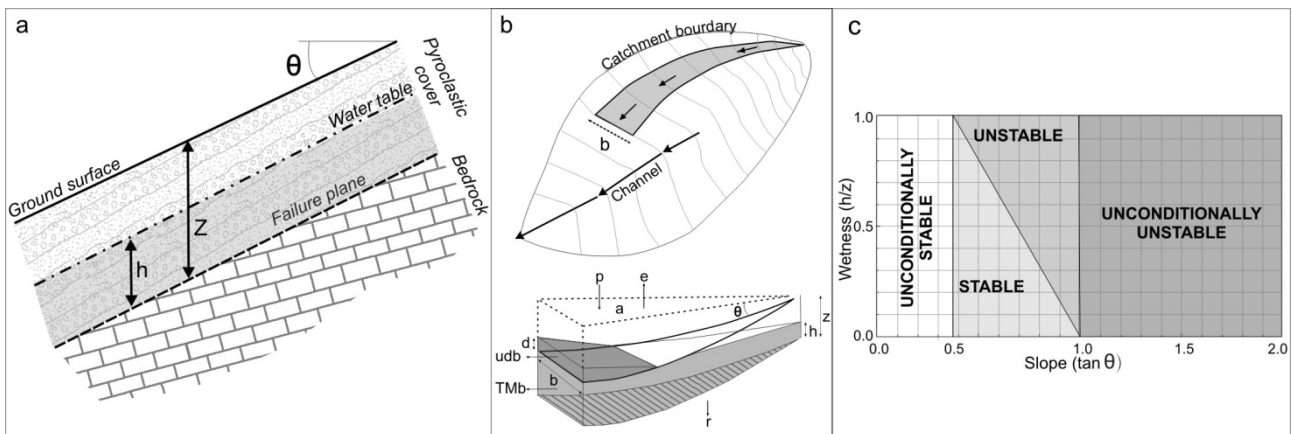 a
θ
Pyroclastic
cover
Water table
Ground surface
Z
Failure plane
Bedrock
h
b
Catchment boundary
b
Channel
p
e
a
θ
z
h
d
udb
b
TMb
r
c
Wetness (h/z)
1.0
0.5
0.0
UNCONDITIONALLY
STABLE
UNSTABLE
STABLE
UNCONDITIONALLY
UNSTABLE
0.0
0.5
1.0
1.5
2.0
Slope (tan θ)